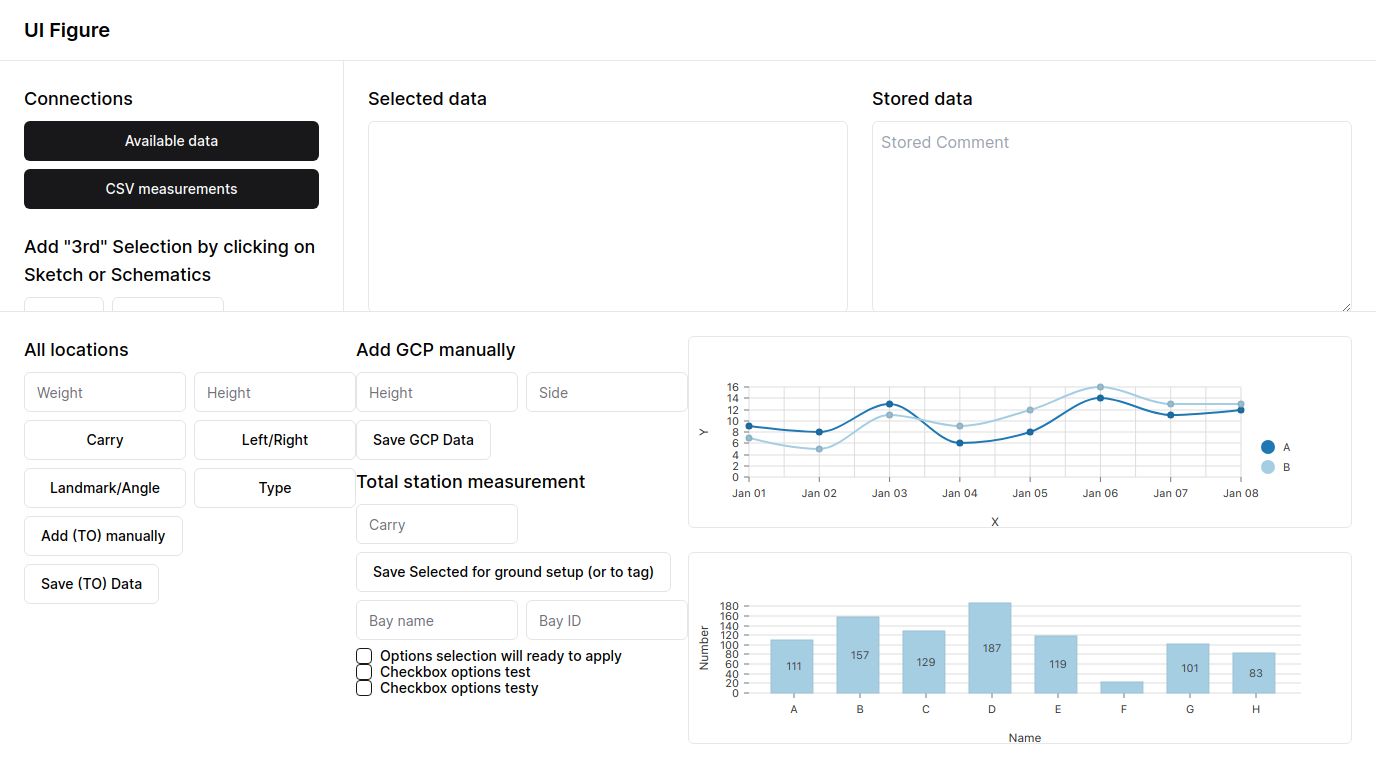 UI Figure
Connections
Available data
CSV measurements
Add "3rd" Selection by clicking on
Sketch or Schematics
Selected data
Stored data
Stored Comment
All locations
Weight
Height
Carry
Left/Right
Landmark/Angle
Type
Add (TO) manually
Save (TO) Data
Add GCP manually
Height
Side
Save GCP Data
Total station measurement
Carry
Save Selected for ground setup (or to tag)
Bay name
Bay ID
Options selection will ready to apply
Checkbox options test
Checkbox options testy
16
14
12
10
8
6
4
2
0
Y
Jan 01
Jan 02
Jan 03
Jan 04
Jan 05
Jan 06
Jan 07
Jan 08
X
A
B
180
160
140
120
100
80
60
40
20
0
Number
111
157
129
187
119
101
83
A
B
C
D
E
F
G
H
Name